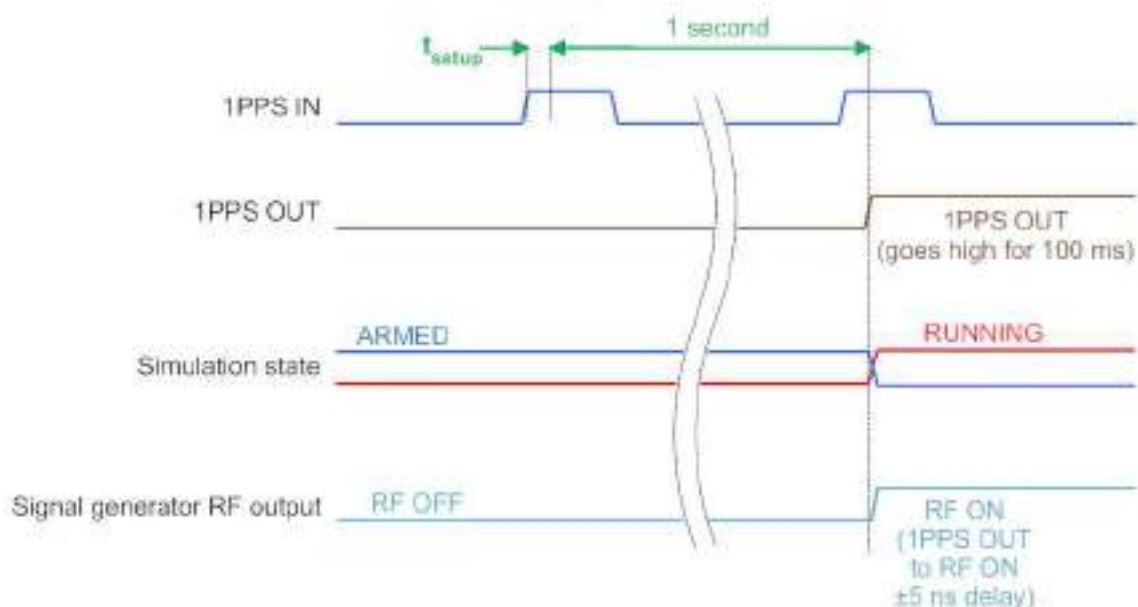 1 second
t_setup
1PPS IN
1PPS OUT
1PPS OUT
(goes high for 100 ms)
ARMED
RUNNING
Simulation state
Signal generator RF output
RF OFF
RF ON
(1PPS OUT
to RF ON
±5 ns delay)